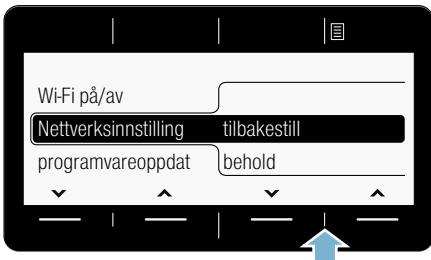 Wi-Fi på/av
Nettverksinnstilling tilbakestill
programvareoppdat behold